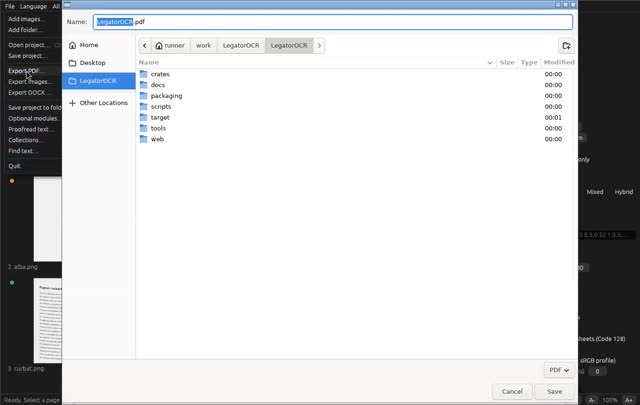 File Language All
Add images...
Add folder...
Open project...
Save project...
Export PDF...
Export images...
Export DOCX...
Save project to fold
Optional modules...
Proofread text...
Collections...
Find text...
Quit
2 alba.png
3 curbat.png
Ready. Select a page
Name: LegatorOCR.pdf
Home
Desktop
LegatorOCR
Other Locations
runner work LegatorOCR LegatorOCR
Name Size Type Modified
crates 00:00
docs 00:00
packaging 00:00
scripts 00:00
target 00:01
tools 00:00
web 00:00
PDF
Cancel Save
only
Mixed Hybrid
sheets (Code 128)
sRGB profile)
0
A- 100% A+